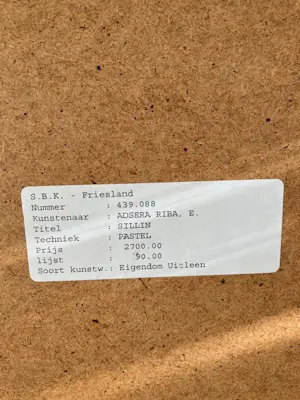 S.B.K. - Friesland
Nummer : 439.088
Kunstenaar : ADSERA RIBA, E.
Titel : SILLIN
Techniek : PASTEL
Prijs : 2700.00
lijst : 90.00
Soort kunstw.: Eigendom Uitleen